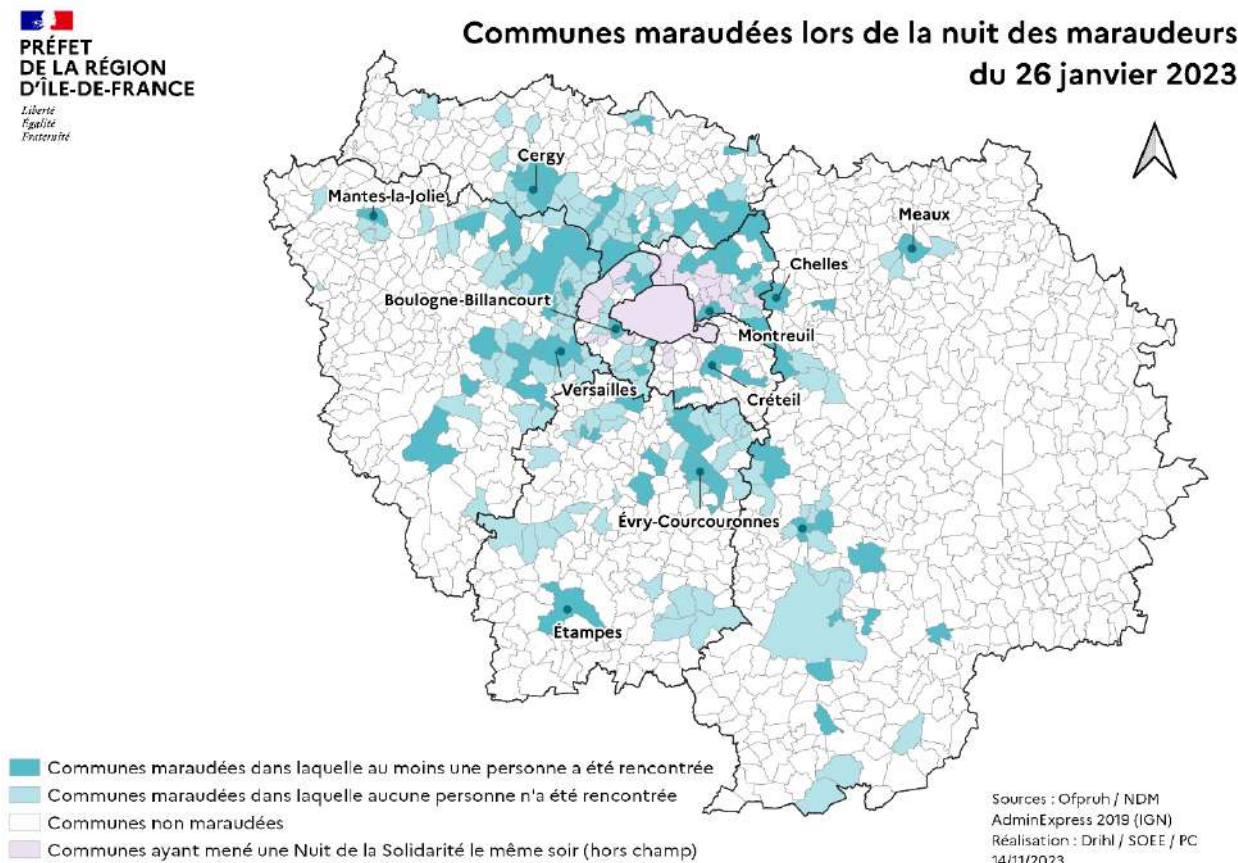 PRÉFET
DE LA RÉGION
D'ÎLE-DE-FRANCE
Liberté
Égalité
Fraternité
Communes maraudées lors de la nuit des maraudeurs
du 26 janvier 2023
Cergy
Mantes-la-Jolie
Meaux
Chelles
Boulogne-Billancourt
Montreuil
Versailles
Créteil
Évry-Courcouronnes
Étampes
Communes maraudées dans laquelle au moins une personne a été rencontrée
Communes maraudées dans laquelle aucune personne n'a été rencontrée
Communes non maraudées
Communes ayant mené une Nuit de la Solidarité le même soir (hors champ)
Sources : Ofpruh / NDM
AdminExpress 2019 (IGN)
Réalisation : Drihl / SOEE / PC
14/11/2023